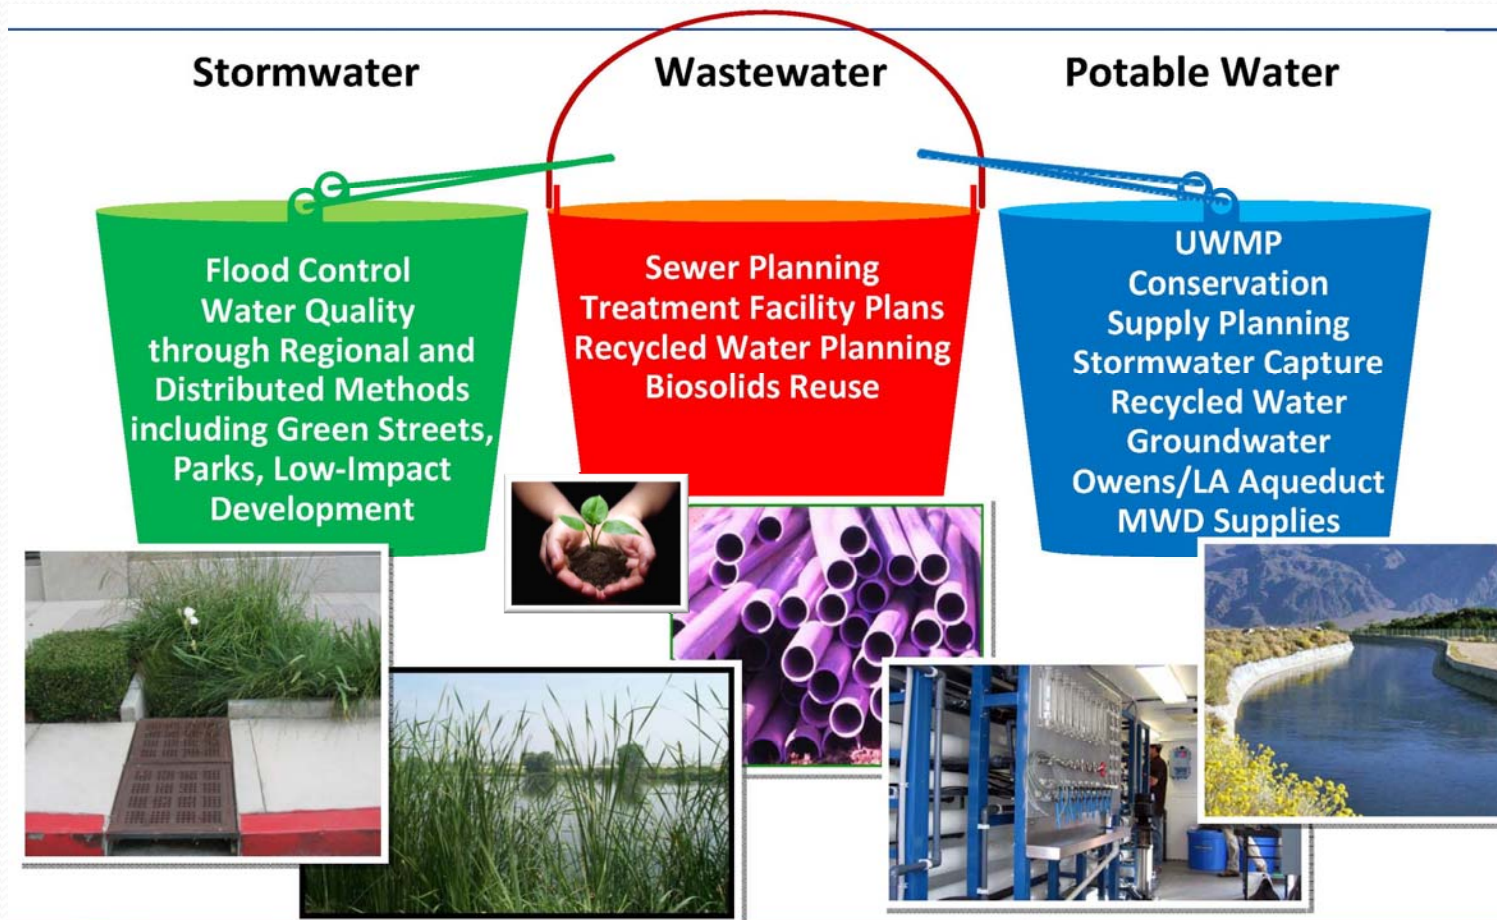 Stormwater
Wastewater
Potable Water
Flood Control
Water Quality
through Regional and
Distributed Methods
including Green Streets,
Parks, Low-Impact
Development
Sewer Planning
Treatment Facility Plans
Recycled Water Planning
Biosolids Reuse
UWMP
Conservation
Supply Planning
Stormwater Capture
Recycled Water
Groundwater
Owens/LA Aqueduct
MWD Supplies